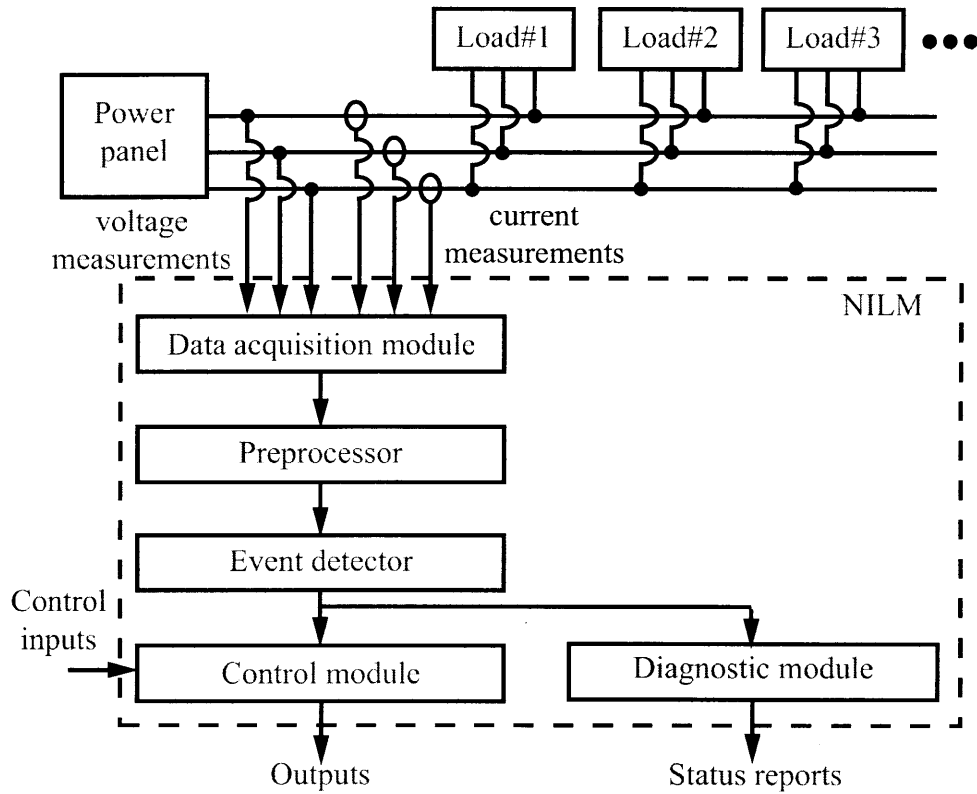 Load#1
Load#2
Load#3
Power
panel
voltage
measurements
current
measurements
NILM
Data acquisition module
Preprocessor
Event detector
Control
inputs
Control module
Diagnostic module
Outputs
Status reports